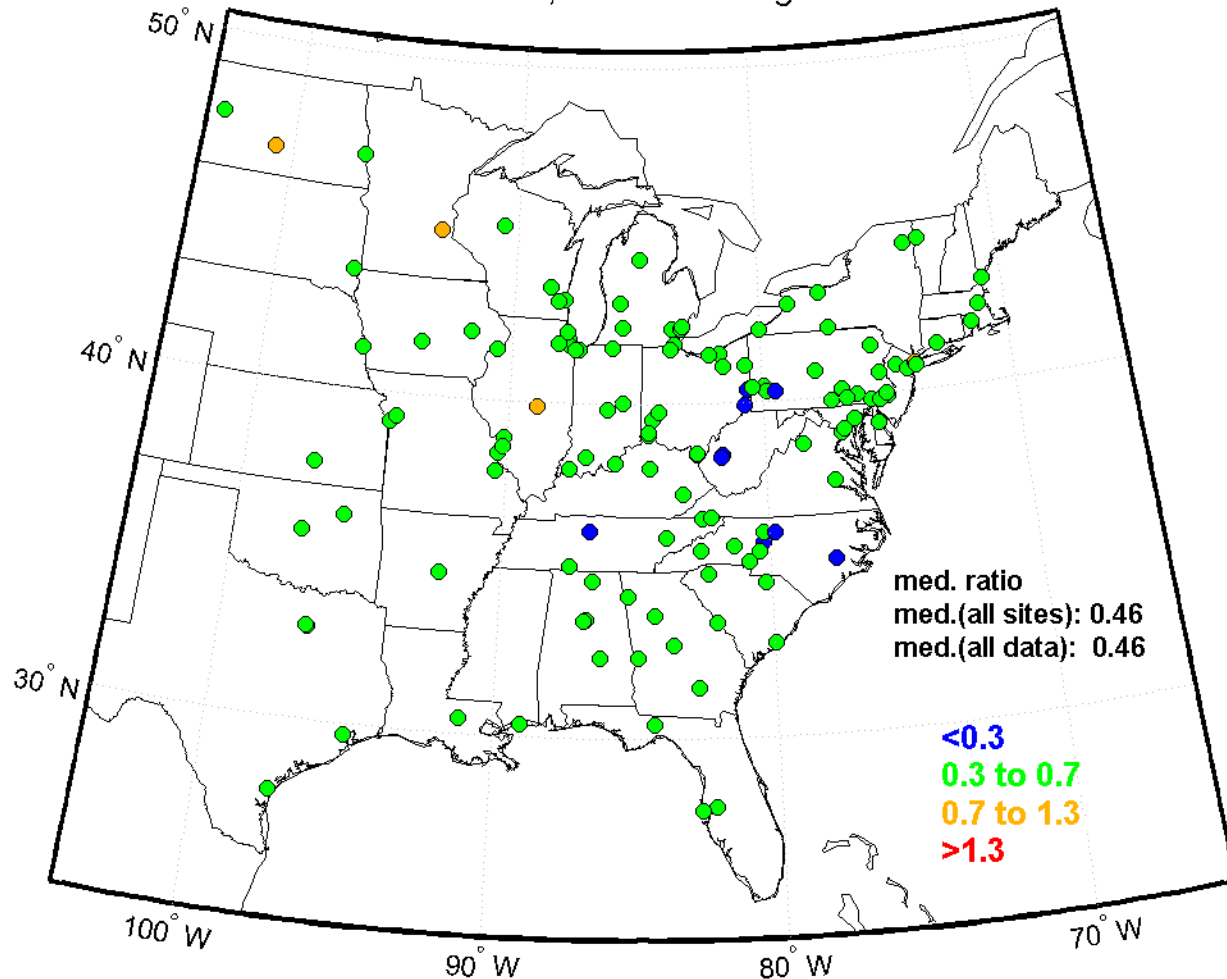 50° N
40° N
30° N
med. ratio
med.(all sites): 0.46
med.(all data): 0.46
<0.3
0.3 to 0.7
0.7 to 1.3
>1.3
100° W
90° W
80° W
70° W